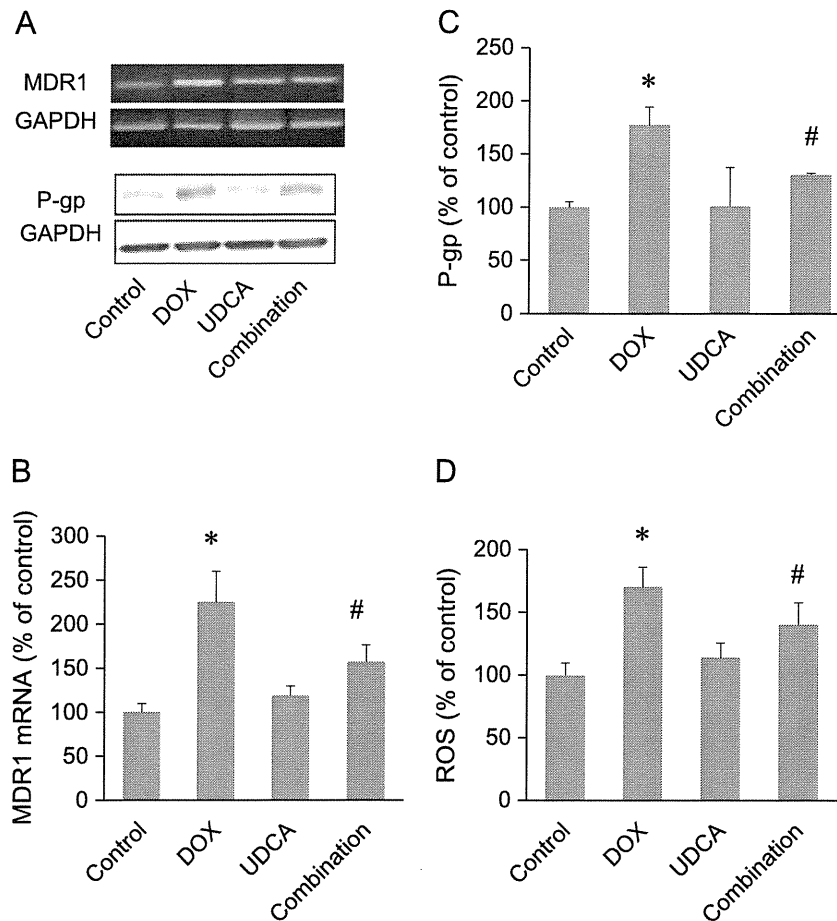 A
MDR1
GAPDH
P-gp
GAPDH
Control
DOX
UDCA
Combination
B
MDR1 mRNA (% of control)
300
250
200
150
100
50
0
*
#
Control
DOX
UDCA
Combination
C
P-gp (% of control)
250
200
150
100
50
0
*
#
Control
DOX
UDCA
Combination
D
ROS (% of control)
200
150
100
50
0
*
#
Control
DOX
UDCA
Combination